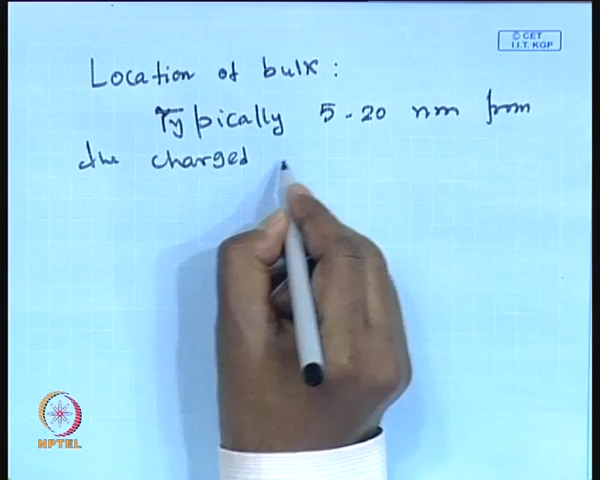 © CET
I.I.T. KGP
Location of bulk :
Typically 5-20 nm from
the charged
NPTEL